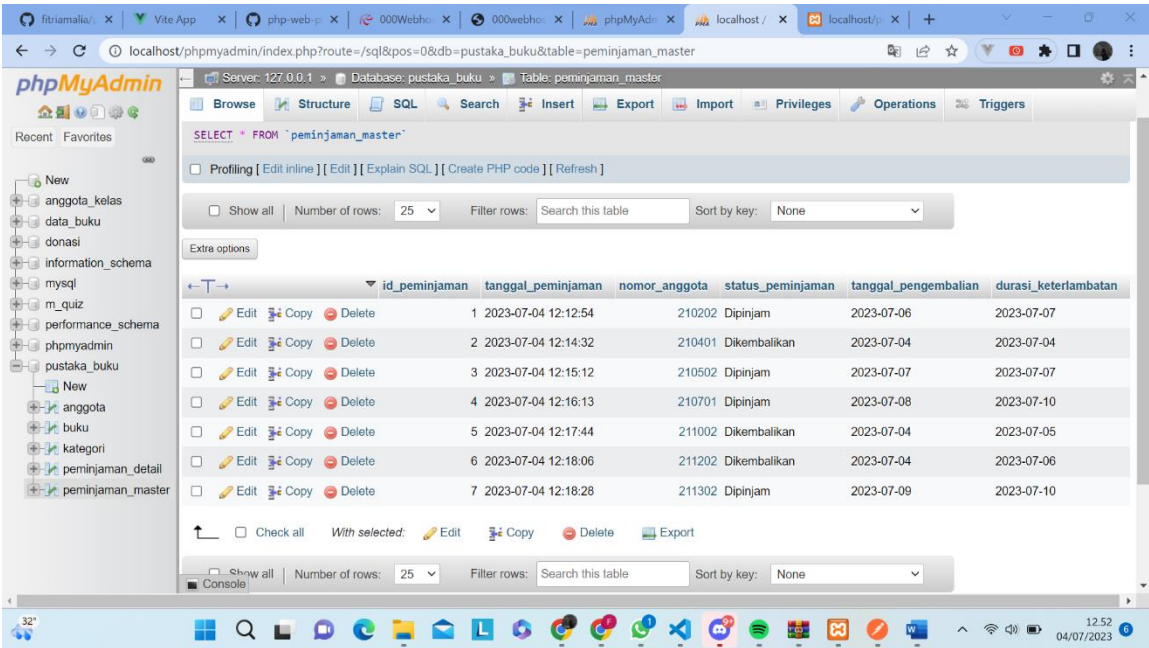 fitriamalia/
Vite App
php-web-p
000Webho
000webhos
phpMyAdm
localhost /
localhost/p
localhost/phpmyadmin/index.php?route=/sql&pos=0&db=pustaka_buku&table=peminjaman_master
phpMyAdmin
Recent Favorites
New
anggota_kelas
data_buku
donasi
information_schema
mysql
m_quiz
performance_schema
phpmyadmin
pustaka_buku
New
anggota
buku
kategori
peminjaman_detail
peminjaman_master
Server: 127.0.0.1 » Database: pustaka_buku » Table: peminjaman_master
Browse Structure SQL Search Insert Export Import Privileges Operations Triggers
SELECT * FROM `peminjaman_master`
Profiling [ Edit inline ] [ Edit ] [ Explain SQL ] [ Create PHP code ] [ Refresh ]
Show all | Number of rows: 25 Filter rows: Search this table Sort by key: None
Extra options
←T→ id_peminjaman tanggal_peminjaman nomor_anggota status_peminjaman tanggal_pengembalian durasi_keterlambatan
Edit Copy Delete 1 2023-07-04 12:12:54 210202 Dipinjam 2023-07-06 2023-07-07
Edit Copy Delete 2 2023-07-04 12:14:32 210401 Dikembalikan 2023-07-04 2023-07-04
Edit Copy Delete 3 2023-07-04 12:15:12 210502 Dipinjam 2023-07-07 2023-07-07
Edit Copy Delete 4 2023-07-04 12:16:13 210701 Dipinjam 2023-07-08 2023-07-10
Edit Copy Delete 5 2023-07-04 12:17:44 211002 Dikembalikan 2023-07-04 2023-07-05
Edit Copy Delete 6 2023-07-04 12:18:06 211202 Dikembalikan 2023-07-04 2023-07-06
Edit Copy Delete 7 2023-07-04 12:18:28 211302 Dipinjam 2023-07-09 2023-07-10
Check all With selected: Edit Copy Delete Export
Show all | Number of rows: 25 Filter rows: Search this table Sort by key: None
Console
32°
12.52
04/07/2023
6